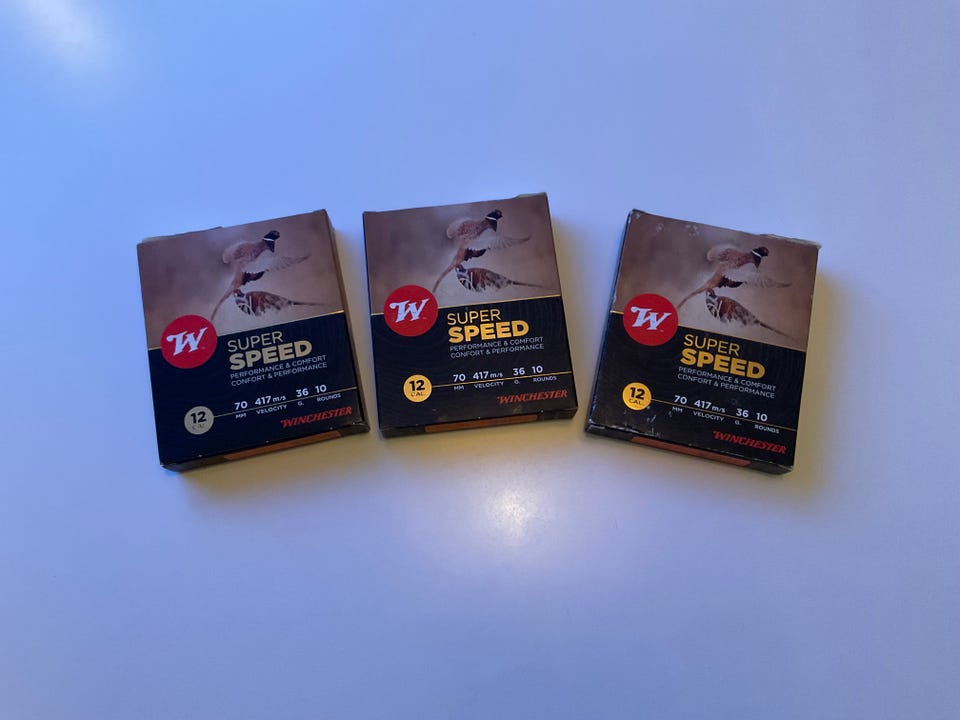 W
SUPER
SPEED
PERFORMANCE & COMFORT
CONFORT & PERFORMANCE
12
CAL.
70 417 m/s 36 10
MM VELOCITY G. ROUNDS
WINCHESTER
W
SUPER
SPEED
PERFORMANCE & COMFORT
CONFORT & PERFORMANCE
12
CAL.
70 417 m/s 36 10
MM VELOCITY G. ROUNDS
WINCHESTER
W
SUPER
SPEED
PERFORMANCE & COMFORT
CONFORT & PERFORMANCE
12
CAL.
70 417 m/s 36 10
MM VELOCITY G. ROUNDS
WINCHESTER